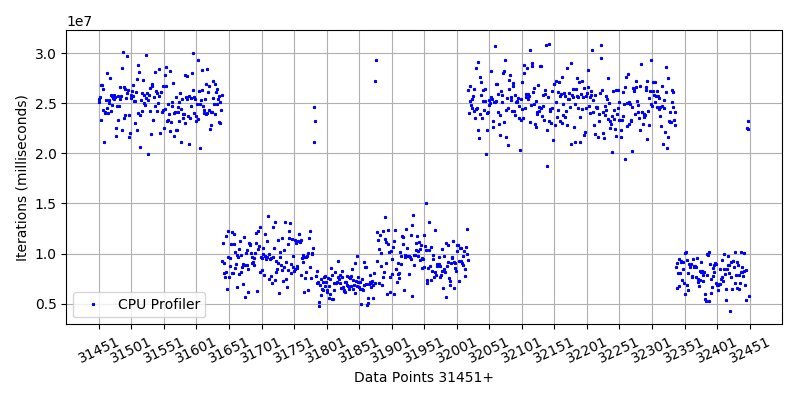 1e7
3.0
2.5
2.0
1.5
1.0
0.5
Iterations (milliseconds)
CPU Profiler
31451 31501 31551 31601 31651 31701 31751 31801 31851 31901 31951 32001 32051 32101 32151 32201 32251 32301 32351 32401 32451
Data Points 31451+